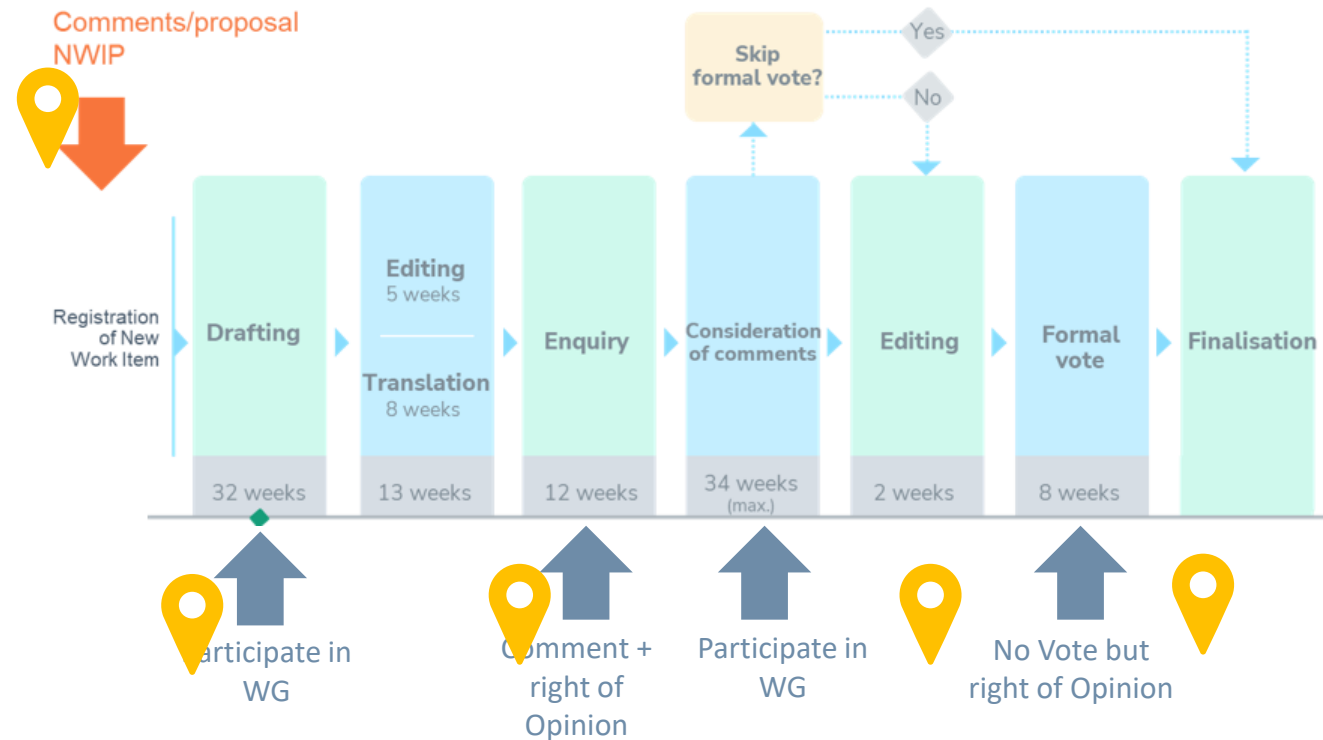 Comments/proposal
NWIP
Skip
formal vote?
Yes
No
Registration
of New
Work Item
Drafting
Editing
5 weeks
Translation
8 weeks
Enquiry
Consideration
of comments
Editing
Formal
vote
Finalisation
32 weeks
13 weeks
12 weeks
34 weeks
(max.)
2 weeks
8 weeks
Participate in
WG
Comment +
right of
Opinion
Participate in
WG
No Vote but
right of Opinion